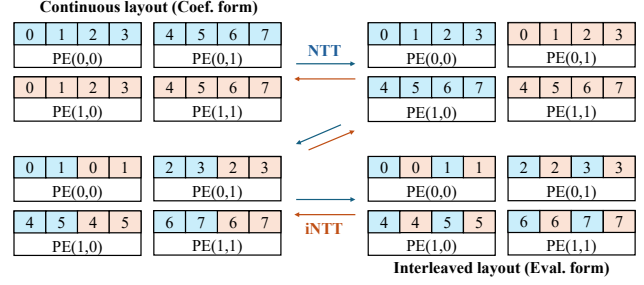 Continuous layout (Coef. form)
0 1 2 3 4 5 6 7 0 1 2 3 0 1 2 3
PE(0,0) PE(0,1) NTT PE(0,0) PE(0,1)
0 1 2 3 4 5 6 7 4 5 6 7 4 5 6 7
PE(1,0) PE(1,1) PE(1,0) PE(1,1)
0 1 0 1 2 3 2 3 0 0 1 1 2 2 3 3
PE(0,0) PE(0,1) PE(0,0) PE(0,1)
4 5 4 5 6 7 6 7 4 4 5 5 6 6 7 7
PE(1,0) PE(1,1) iNTT PE(1,0) PE(1,1)
Interleaved layout (Eval. form)